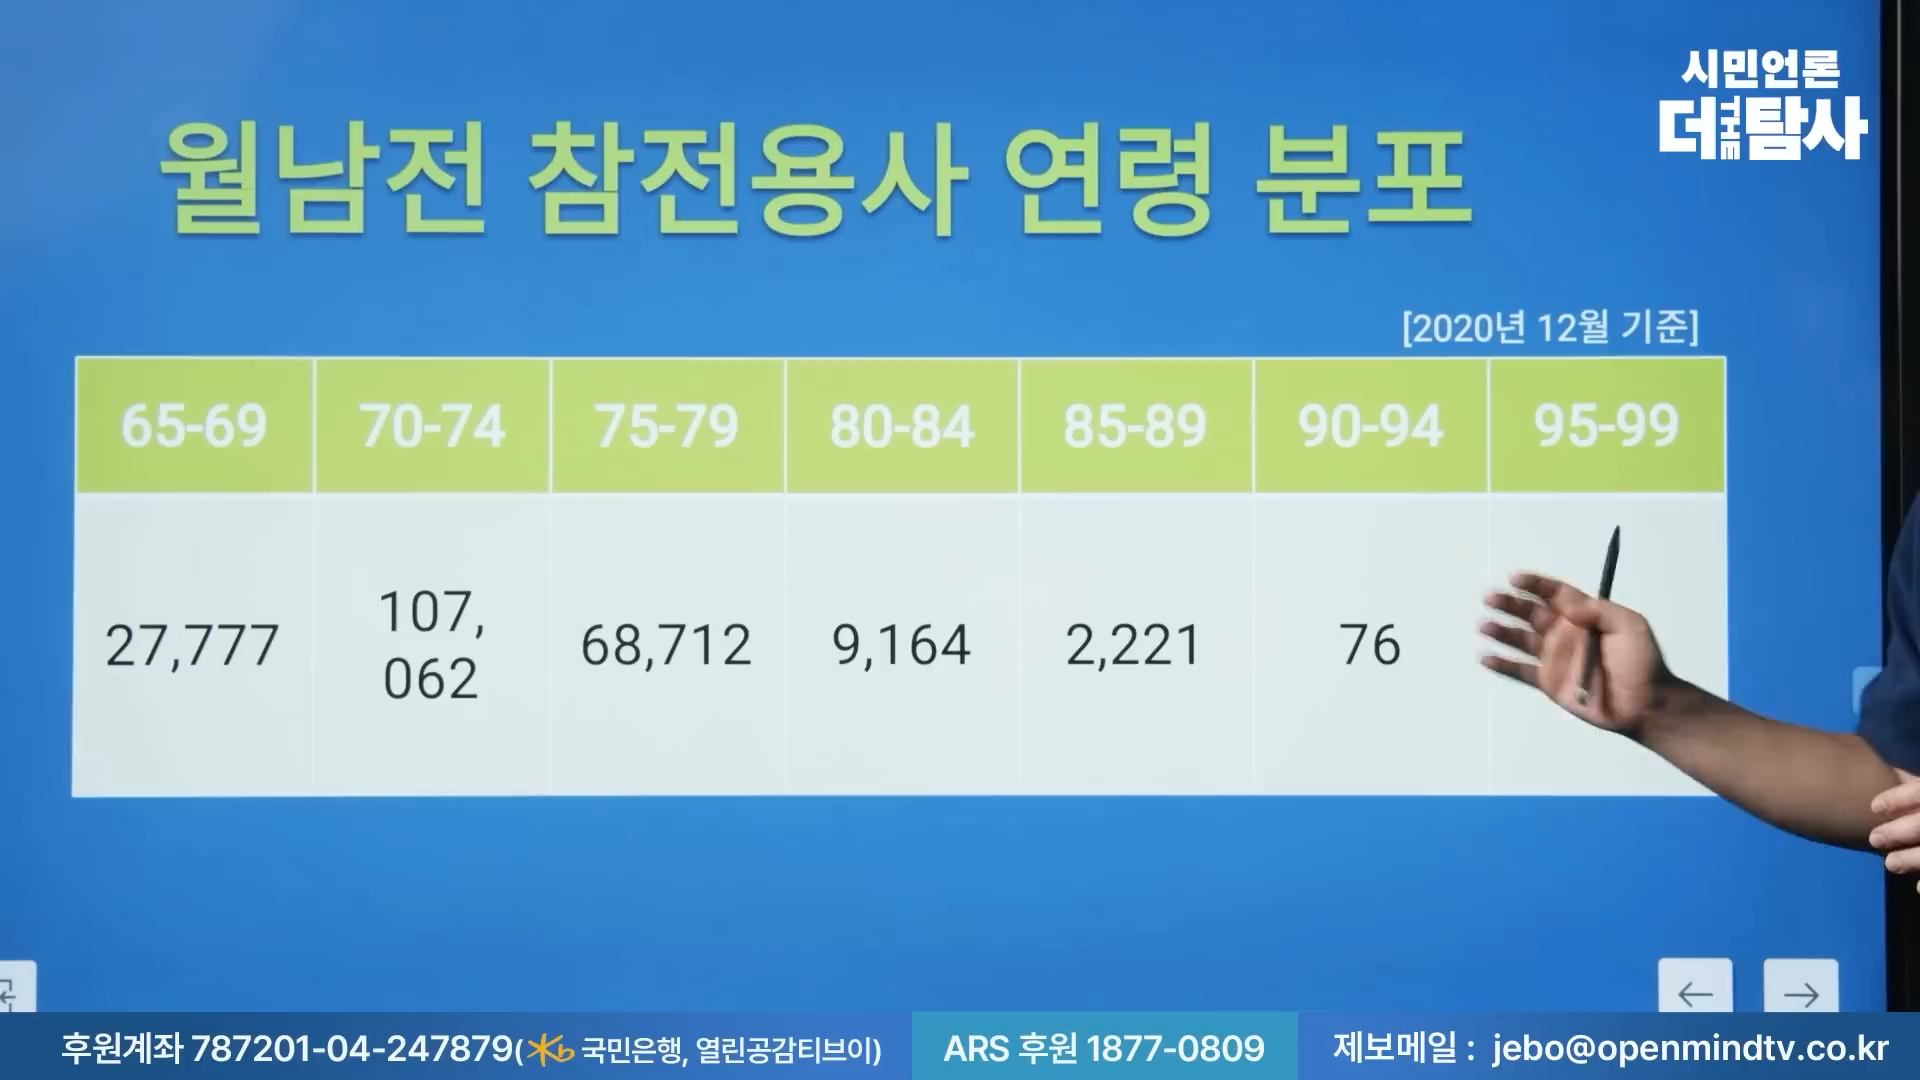 시민언론
더탐사
월남전 참전용사 연령 분포
[2020년 12월 기준]
65-69 70-74 75-79 80-84 85-89 90-94 95-99
27,777 107,062 68,712 9,164 2,221 76
후원계좌 787201-04-247879(국민은행, 열린공감티브이) ARS 후원 1877-0809 제보메일 : jebo@openmindtv.co.kr